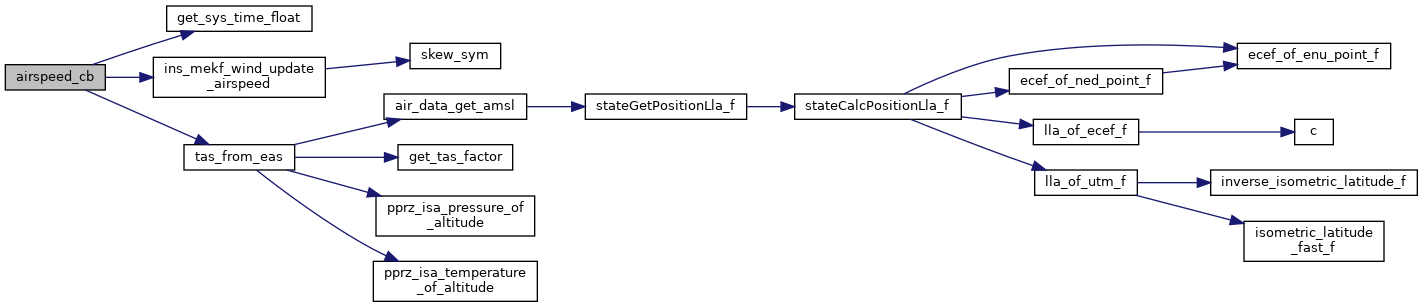 get_sys_time_float
airspeed_cb
ins_mekf_wind_update
_airspeed
skew_sym
tas_from_eas
air_data_get_amsl
get_tas_factor
pprz_isa_pressure_of
_altitude
pprz_isa_temperature
_of_altitude
stateGetPositionLla_f
stateCalcPositionLla_f
ecef_of_enu_point_f
ecef_of_ned_point_f
lla_of_ecef_f
c
lla_of_utm_f
inverse_isometric_latitude_f
isometric_latitude
_fast_f